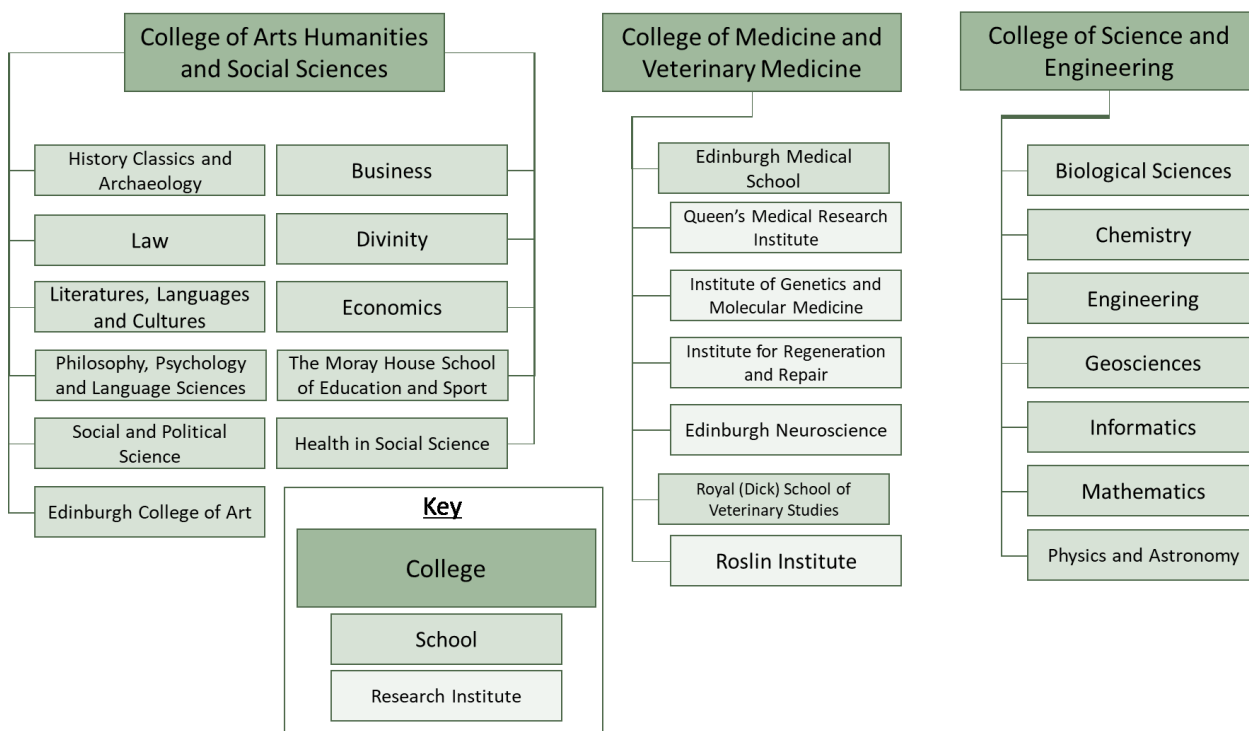 College of Arts Humanities
and Social Sciences
History Classics and
Archaeology
Business
Law
Divinity
Literatures, Languages
and Cultures
Economics
Philosophy, Psychology
and Language Sciences
The Moray House School
of Education and Sport
Social and Political
Science
Health in Social Science
Edinburgh College of Art
Key
College
School
Research Institute
College of Medicine and
Veterinary Medicine
Edinburgh Medical
School
Queen’s Medical Research
Institute
Institute of Genetics and
Molecular Medicine
Institute for Regeneration
and Repair
Edinburgh Neuroscience
Royal (Dick) School of
Veterinary Studies
Roslin Institute
College of Science and
Engineering
Biological Sciences
Chemistry
Engineering
Geosciences
Informatics
Mathematics
Physics and Astronomy